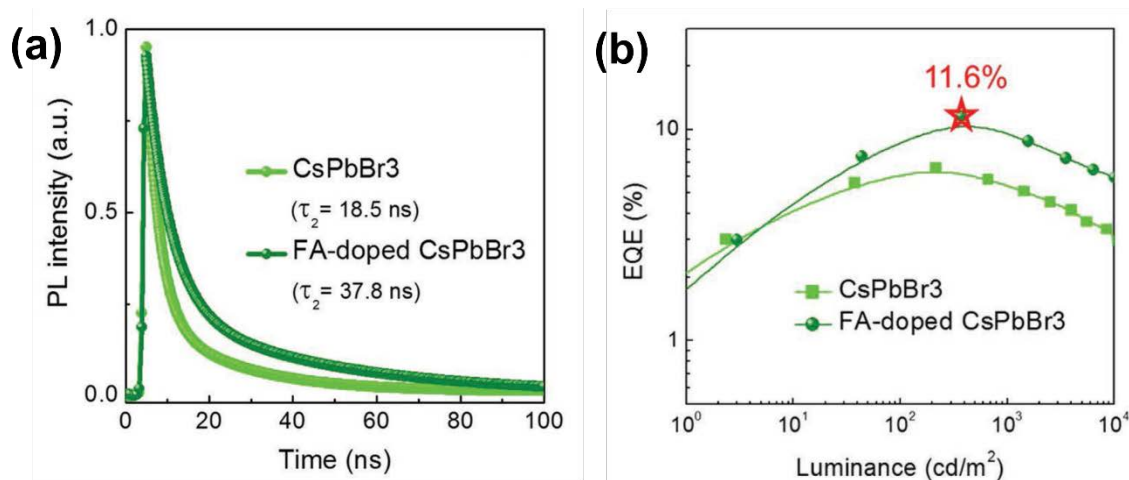 (a)
PL intensity (a.u.)
1.0
0.5
0.0
CsPbBr3
(τ2 = 18.5 ns)
FA-doped CsPbBr3
(τ2 = 37.8 ns)
0 20 40 60 80 100
Time (ns)
(b)
EQE (%)
10
1
11.6%
CsPbBr3
FA-doped CsPbBr3
10^0 10^1 10^2 10^3 10^4
Luminance (cd/m^2)